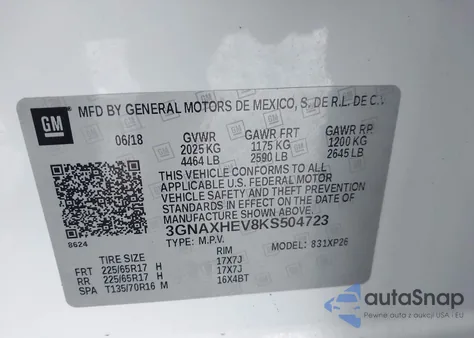 GM
MFD BY GENERAL MOTORS DE MEXICO, S. DE R.L. DE C.V.
06/18 GVWR GAWR FRT GAWR RR
2025 KG 1175 KG 1200 KG
4464 LB 2590 LB 2645 LB
THIS VEHICLE CONFORMS TO ALL
APPLICABLE U.S. FEDERAL MOTOR
VEHICLE SAFETY AND THEFT PREVENTION
STANDARDS IN EFFECT ON THE DATE OF
MANUFACTURE SHOWN ABOVE.
3GNAXHEV8KS504723
8624
TYPE: M.P.V. MODEL: 831XP26
TIRE SIZE RIM
FRT 225/65R17 H 17X7J
RR 225/65R17 H 17X7J
SPA T135/70R16 M 16X4BT
autoSnap
Pewne auta z USA i EU